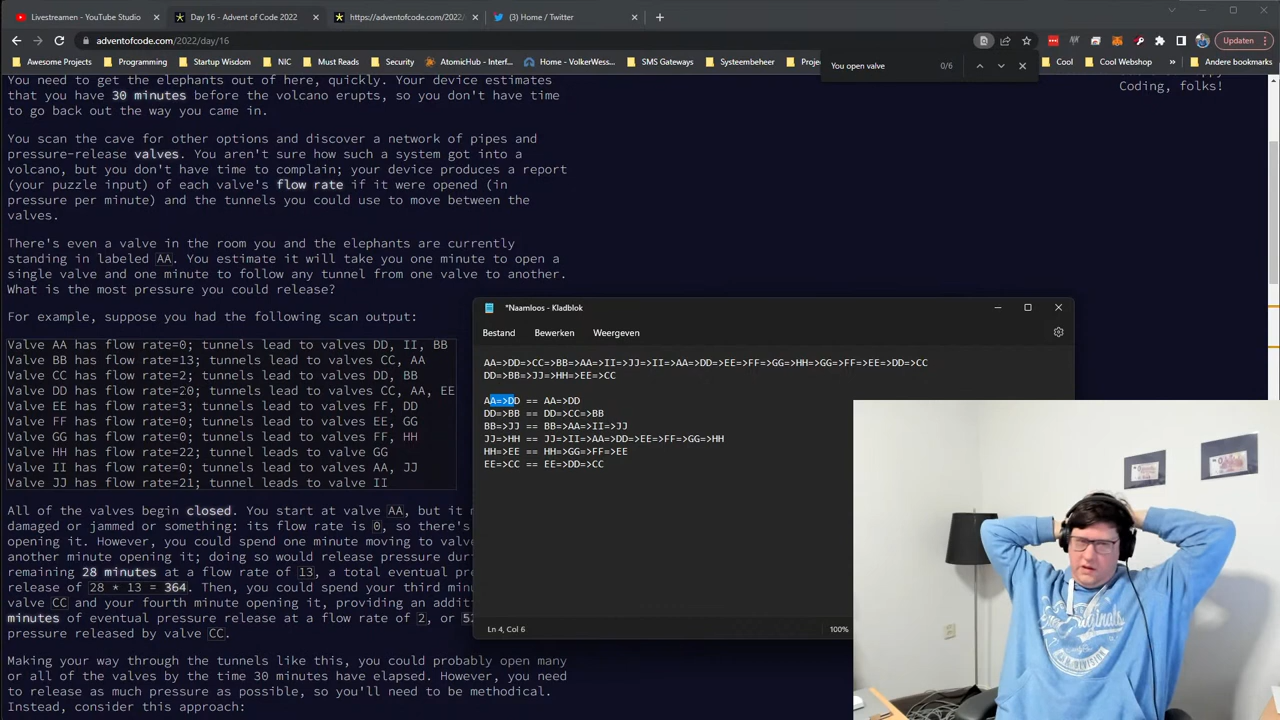 Livestreamen - YouTube Studio
Day 16 - Advent of Code 2022
https://adventofcode.com/2022/
(3) Home / Twitter
adventofcode.com/2022/day/16
Updaten
Awesome Projects
Programming
Startup Wisdom
NIC
Must Reads
Security
AtomicHub - Interf...
Home - VolkerWess...
SMS Gateways
Systeembeheer
Cool
Cool Webshop
»
Andere bookmarks
You open valve
0/6
Coding, folks!
You need to get the elephants out of here, quickly. Your device estimates
that you have 30 minutes before the volcano erupts, so you don't have time
to go back out the way you came in.
You scan the cave for other options and discover a network of pipes and
pressure-release valves. You aren't sure how such a system got into a
volcano, but you don't have time to complain; your device produces a report
(your puzzle input) of each valve's flow rate if it were opened (in
pressure per minute) and the tunnels you could use to move between the
valves.
There's even a valve in the room you and the elephants are currently
standing in labeled AA. You estimate it will take you one minute to open a
single valve and one minute to follow any tunnel from one valve to another.
What is the most pressure you could release?
For example, suppose you had the following scan output:
Valve AA has flow rate=0; tunnels lead to valves DD, II, BB
Valve BB has flow rate=13; tunnels lead to valves CC, AA
Valve CC has flow rate=2; tunnels lead to valves DD, BB
Valve DD has flow rate=20; tunnels lead to valves CC, AA, EE
Valve EE has flow rate=3; tunnels lead to valves FF, DD
Valve FF has flow rate=0; tunnels lead to valves EE, GG
Valve GG has flow rate=0; tunnels lead to valves FF, HH
Valve HH has flow rate=22; tunnel leads to valve GG
Valve II has flow rate=0; tunnels lead to valves AA, JJ
Valve JJ has flow rate=21; tunnel leads to valve II
All of the valves begin closed. You start at valve AA, but it m
damaged or jammed or something: its flow rate is 0, so there's
opening it. However, you could spend one minute moving to valve
another minute opening it; doing so would release pressure dur
remaining 28 minutes at a flow rate of 13, a total eventual pr
release of 28 * 13 = 364. Then, you could spend your third min
valve CC and your fourth minute opening it, providing an addit
minutes of eventual pressure release at a flow rate of 2, or 52
pressure released by valve CC.
Making your way through the tunnels like this, you could probably open many
or all of the valves by the time 30 minutes have elapsed. However, you need
to release as much pressure as possible, so you'll need to be methodical.
Instead, consider this approach:
*Naamloos - Kladblok
Bestand
Bewerken
Weergeven
AA=>DD=>CC=>BB=>AA=>II=>JJ=>II=>AA=>DD=>EE=>FF=>GG=>HH=>GG=>FF=>EE=>DD=>CC
DD=>BB=>JJ=>HH=>EE=>CC
AA=>DD == AA=>DD
DD=>BB == DD=>CC=>BB
BB=>JJ == BB=>AA=>II=>JJ
JJ=>HH == JJ=>II=>AA=>DD=>EE=>FF=>GG=>HH
HH=>EE == HH=>GG=>FF=>EE
EE=>CC == EE=>DD=>CC
Ln 4, Col 6
100%